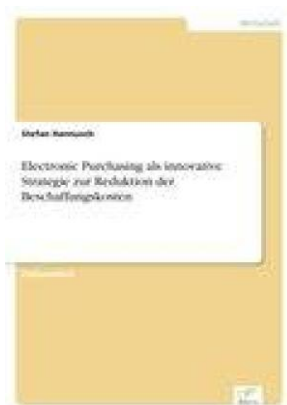 Stefan Hannusch
Electronic Purchasing als innovative
Strategie zur Reduktion der
Beschaffungskosten